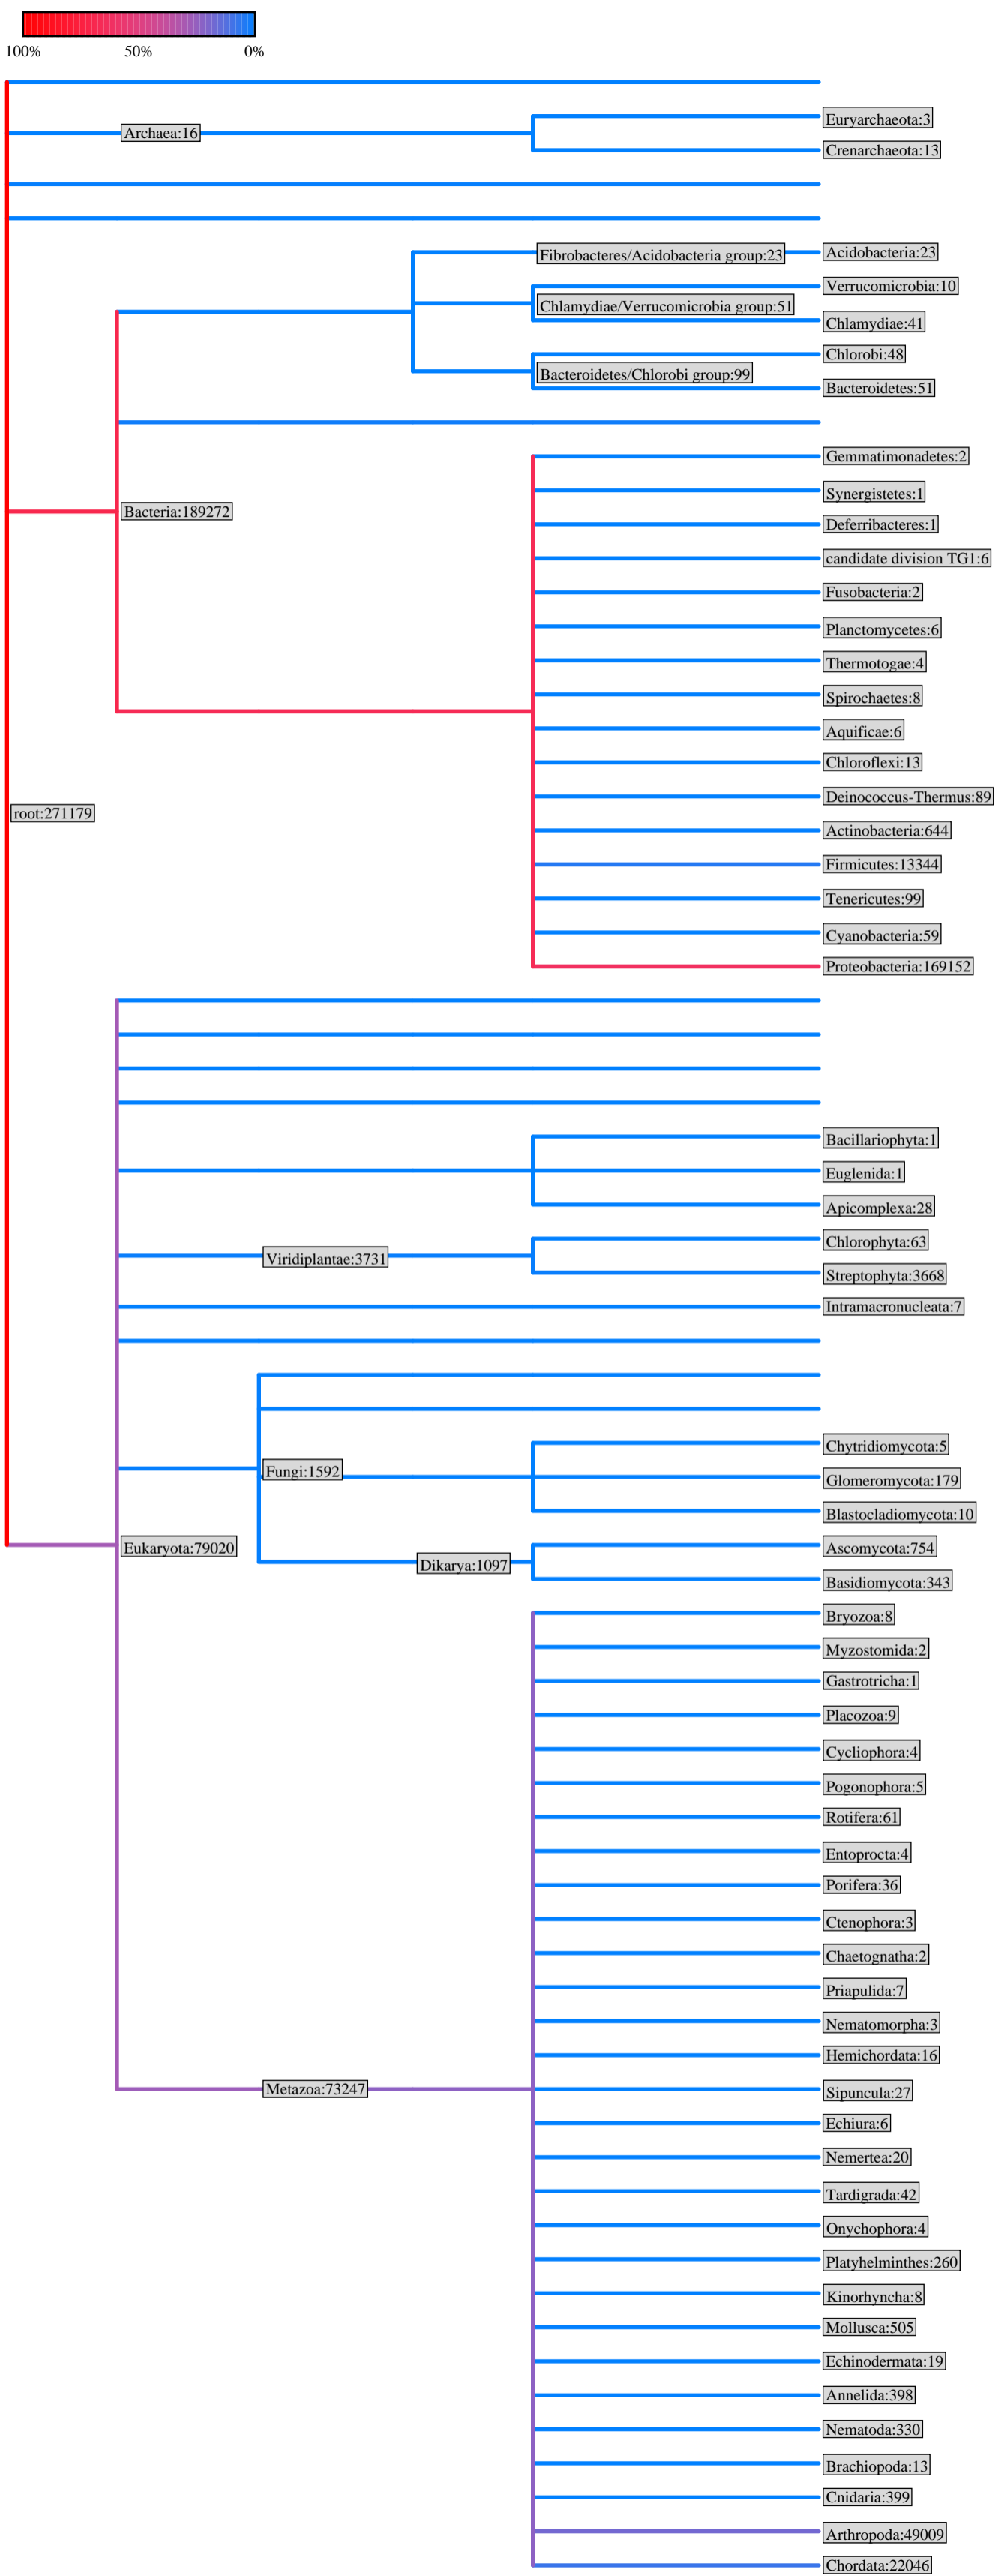 100% 50% 0%
Euryarchaeota:3
Archaea:16
Crenarchaeota:13
Fibrobacteres/Acidobacteria group:23 Acidobacteria:23
Verrucomicrobia:10
Chlamydiae/Verrucomicrobia group:51
Chlamydiae:41
Chlorobi:48
Bacteroidetes/Chlorobi group:99
Bacteroidetes:51
Gemmatimonadetes:2
Synergistetes:1
Bacteria:189272
Deferribacteres:1
candidate division TG1:6
Fusobacteria:2
Planctomycetes:6
Thermotogae:4
Spirochaetes:8
Aquificae:6
Chloroflexi:13
Deinococcus-Thermus:89
root:271179
Actinobacteria:644
Firmicutes:13344
Tenericutes:99
Cyanobacteria:59
Proteobacteria:169152
Bacillariophyta:1
Euglenida:1
Apicomplexa:28
Chlorophyta:63
Viridiplantae:3731
Streptophyta:3668
Intramacronucleata:7
Chytridiomycota:5
Fungi:1592
Glomeromycota:179
Blastocladiomycota:10
Eukaryota:79020
Ascomycota:754
Dikarya:1097
Basidiomycota:343
Bryozoa:8
Myzostomida:2
Gastrotricha:1
Placozoa:9
Cycliophora:4
Pogonophora:5
Rotifera:61
Entoprocta:4
Porifera:36
Ctenophora:3
Chaetognatha:2
Priapulida:7
Nematomorpha:3
Hemichordata:16
Metazoa:73247
Sipuncula:27
Echiura:6
Nemertea:20
Tardigrada:42
Onychophora:4
Platyhelminthes:260
Kinorhyncha:8
Mollusca:505
Echinodermata:19
Annelida:398
Nematoda:330
Brachiopoda:13
Cnidaria:399
Arthropoda:49009
Chordata:22046